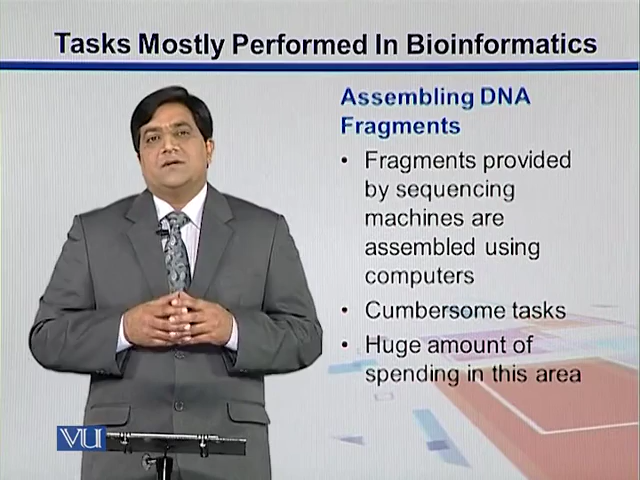 Tasks Mostly Performed In Bioinformatics
Assembling DNA
Fragments
• Fragments provided
by sequencing
machines are
assembled using
computers
• Cumbersome tasks
• Huge amount of
spending in this area
VU